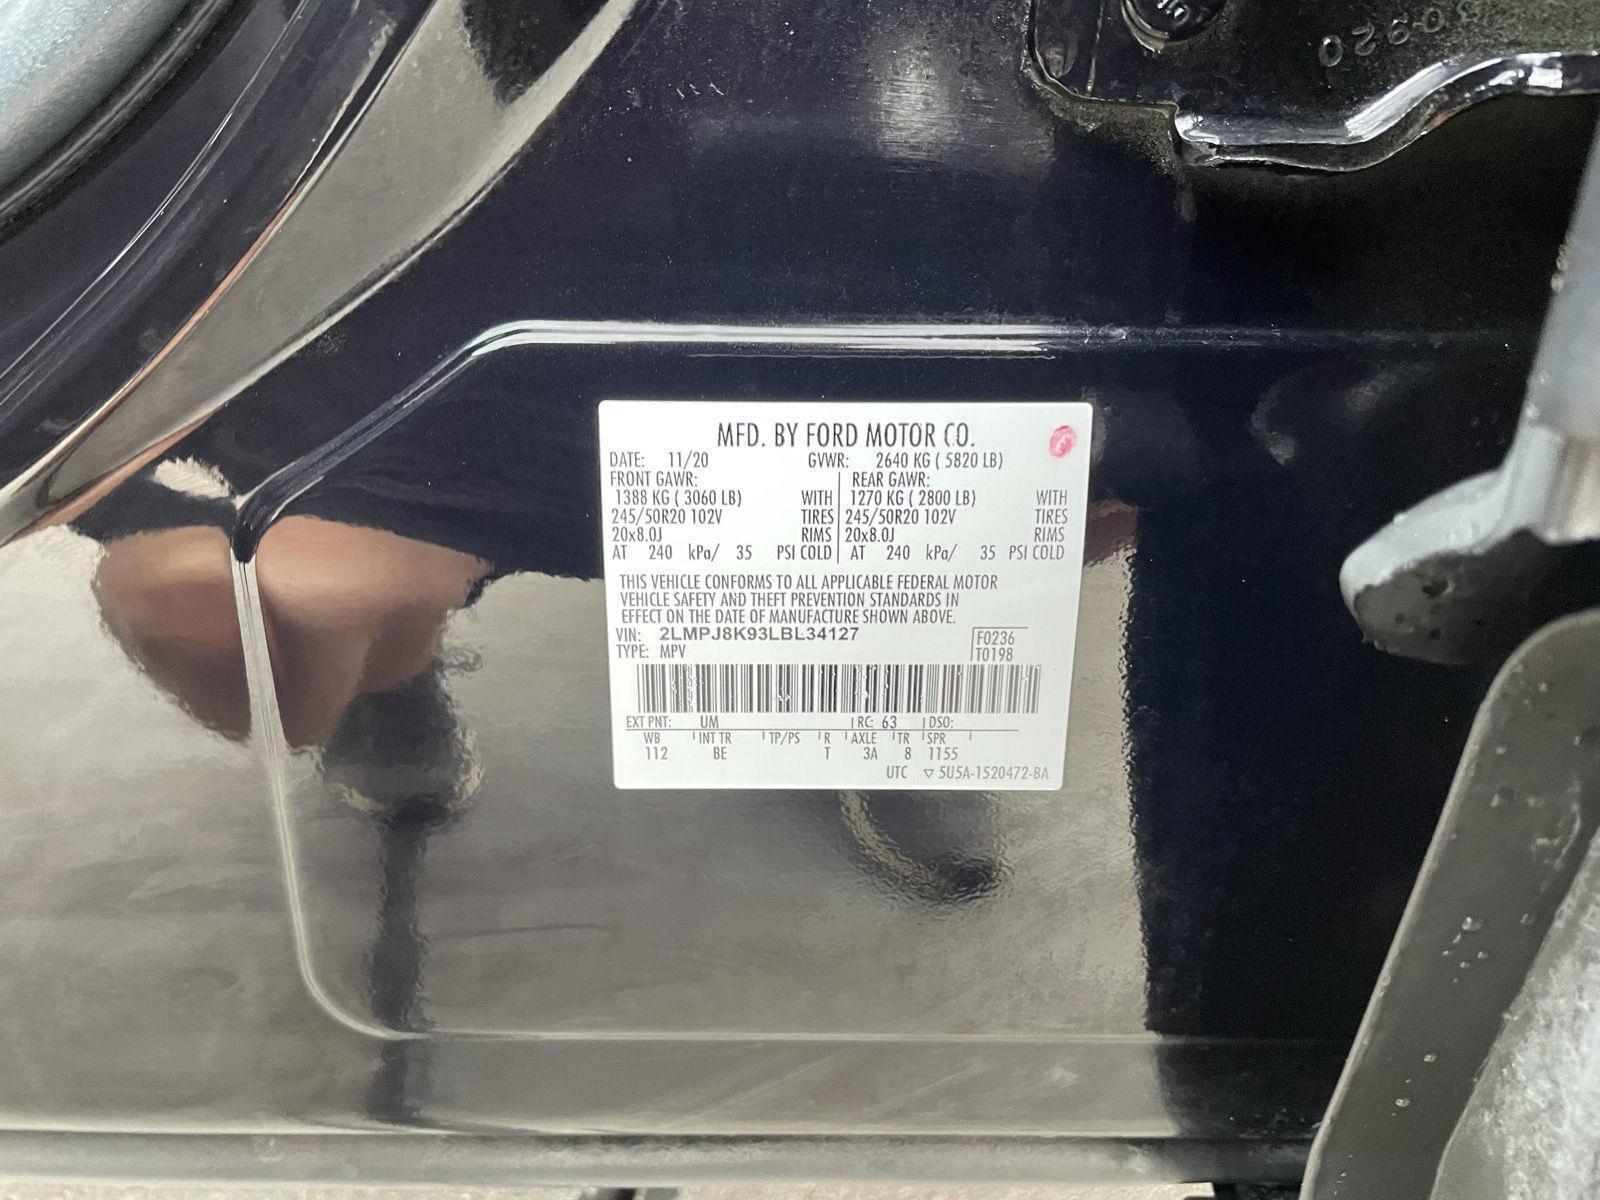 0920
MFD. BY FORD MOTOR CO.
DATE: 11/20 GVWR: 2640 KG ( 5820 LB)
FRONT GAWR: REAR GAWR:
1388 KG ( 3060 LB) WITH 1270 KG ( 2800 LB) WITH
245/50R20 102V TIRES 245/50R20 102V TIRES
20x8.0J RIMS 20x8.0J RIMS
AT 240 kPa/ 35 PSI COLD AT 240 kPa/ 35 PSI COLD
THIS VEHICLE CONFORMS TO ALL APPLICABLE FEDERAL MOTOR
VEHICLE SAFETY AND THEFT PREVENTION STANDARDS IN
EFFECT ON THE DATE OF MANUFACTURE SHOWN ABOVE.
VIN: 2LMPJ8K93LBL34127 F0236
TYPE: MPV T0198
EXT PNT: UM RC: 63 DSO:
WB INT TR TP/PS R AXLE TR SPR
112 BE T 3A 8 1155
UTC ▽ 5U5A-1520472-BA